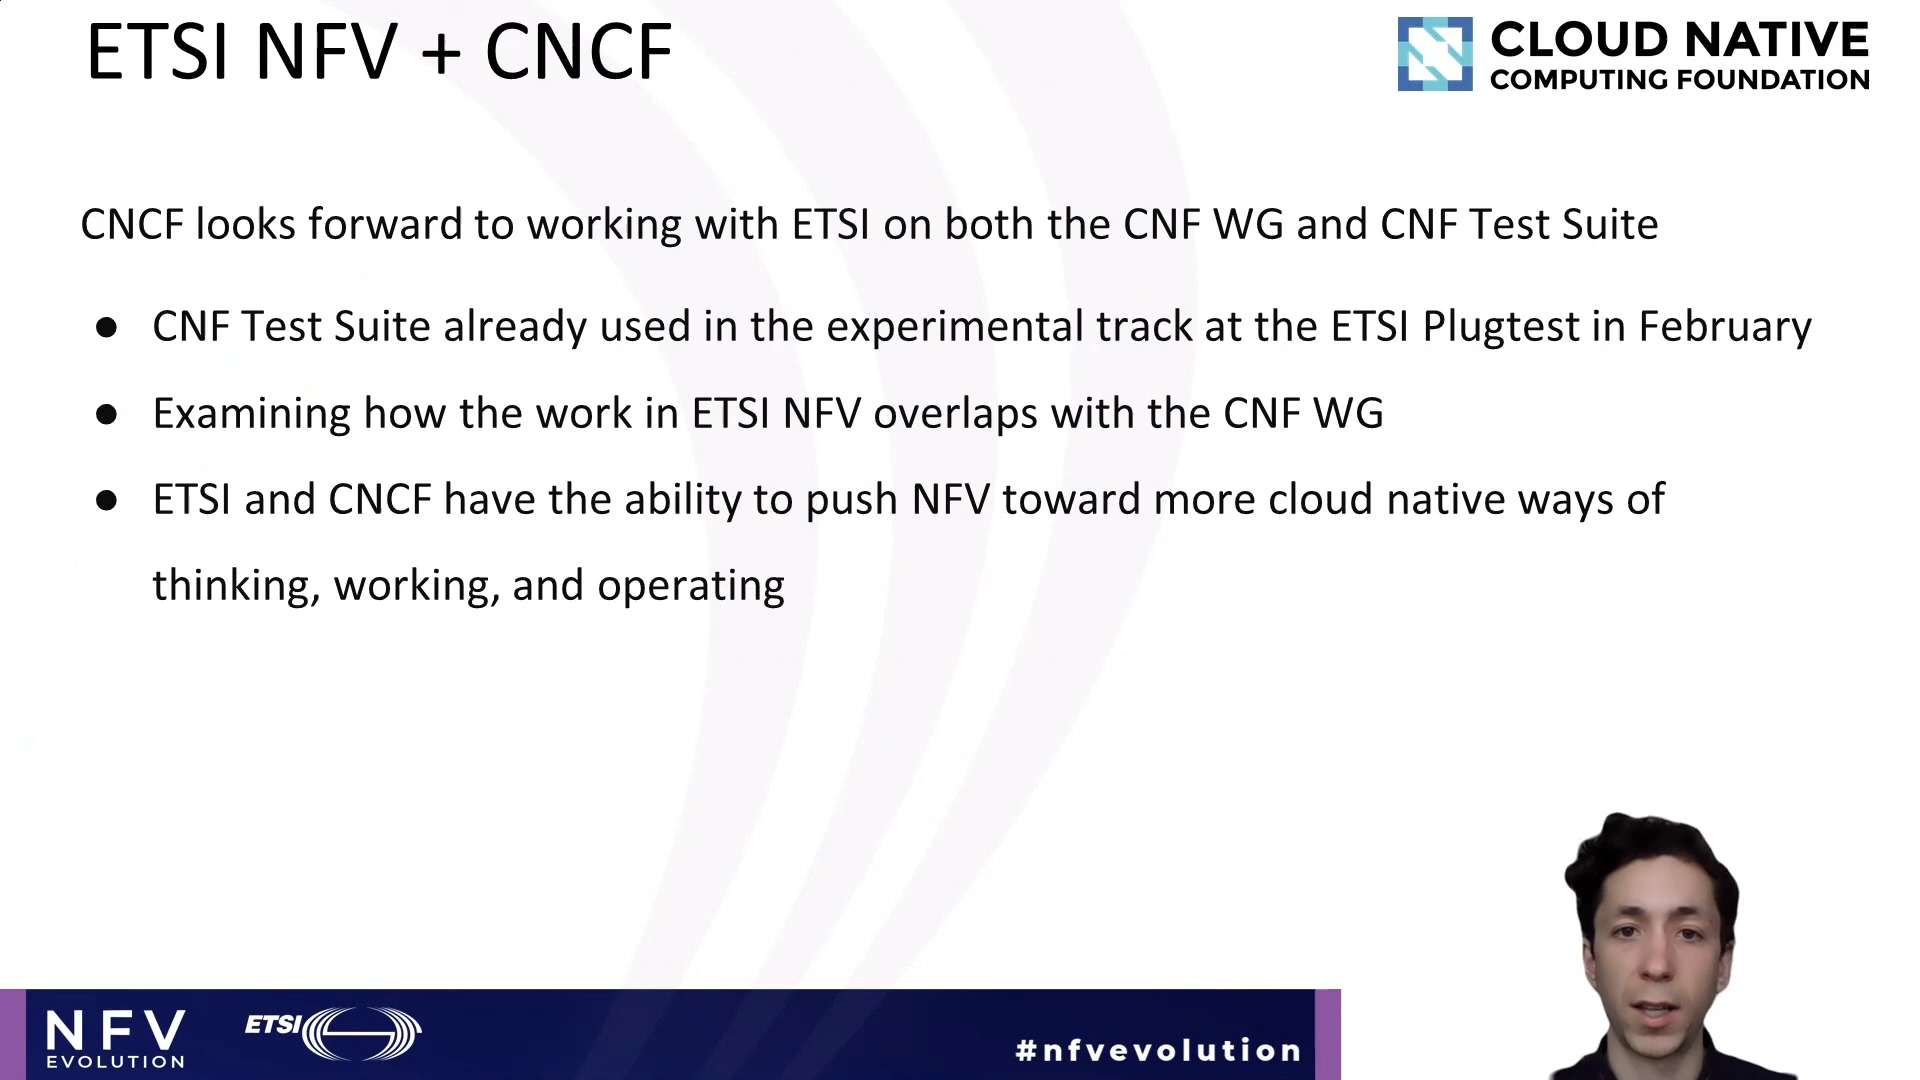 ETSI NFV + CNCF
CLOUD NATIVE
COMPUTING FOUNDATION
CNCF looks forward to working with ETSI on both the CNF WG and CNF Test Suite
● CNF Test Suite already used in the experimental track at the ETSI Plugtest in February
● Examining how the work in ETSI NFV overlaps with the CNF WG
● ETSI and CNCF have the ability to push NFV toward more cloud native ways of
thinking, working, and operating
NFV
EVOLUTION
ETSI
#nfvevolution